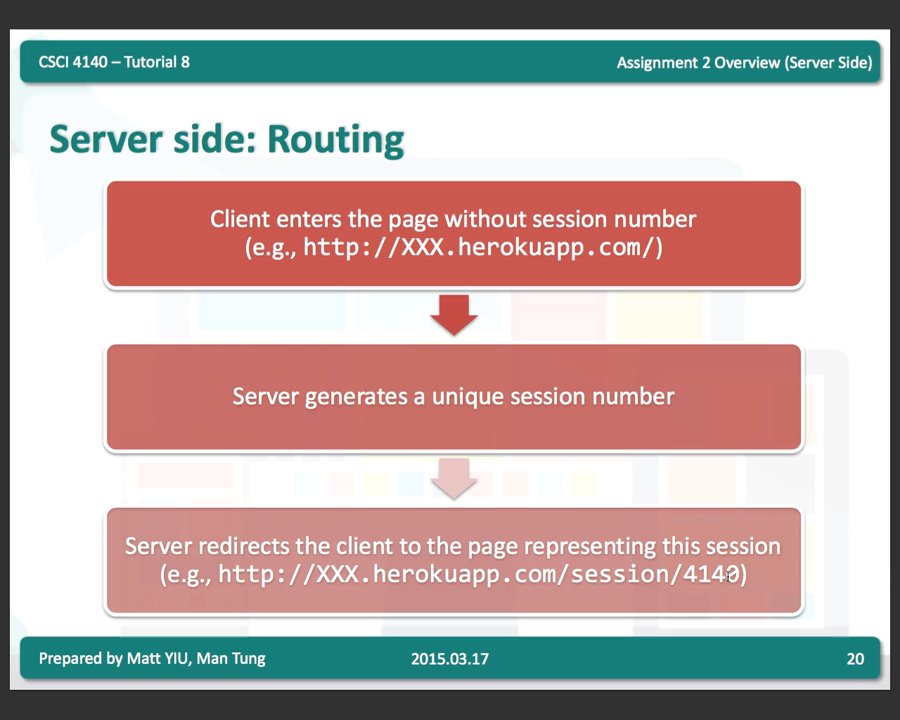 CSCI 4140 – Tutorial 8
Assignment 2 Overview (Server Side)
Server side: Routing
Client enters the page without session number
(e.g., http://XXX.herokuapp.com/)
Server generates a unique session number
Server redirects the client to the page representing this session
(e.g., http://XXX.herokuapp.com/session/4140)
Prepared by Matt YIU, Man Tung
2015.03.17
20